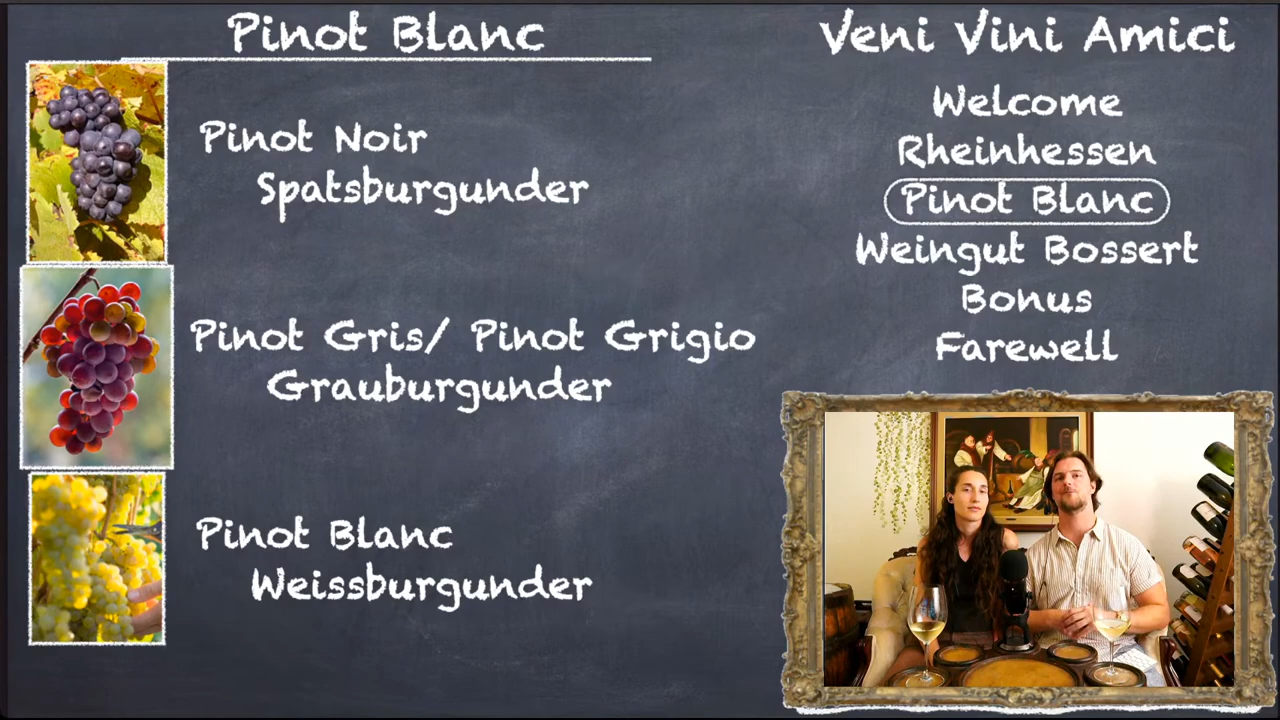 Pinot Blanc
Pinot Noir
Spatsburgunder
Pinot Gris/ Pinot Grigio
Grauburgunder
Pinot Blanc
Weissburgunder
Veni Vini Amici
Welcome
Rheinhessen
Pinot Blanc
Weingut Bossert
Bonus
Farewell